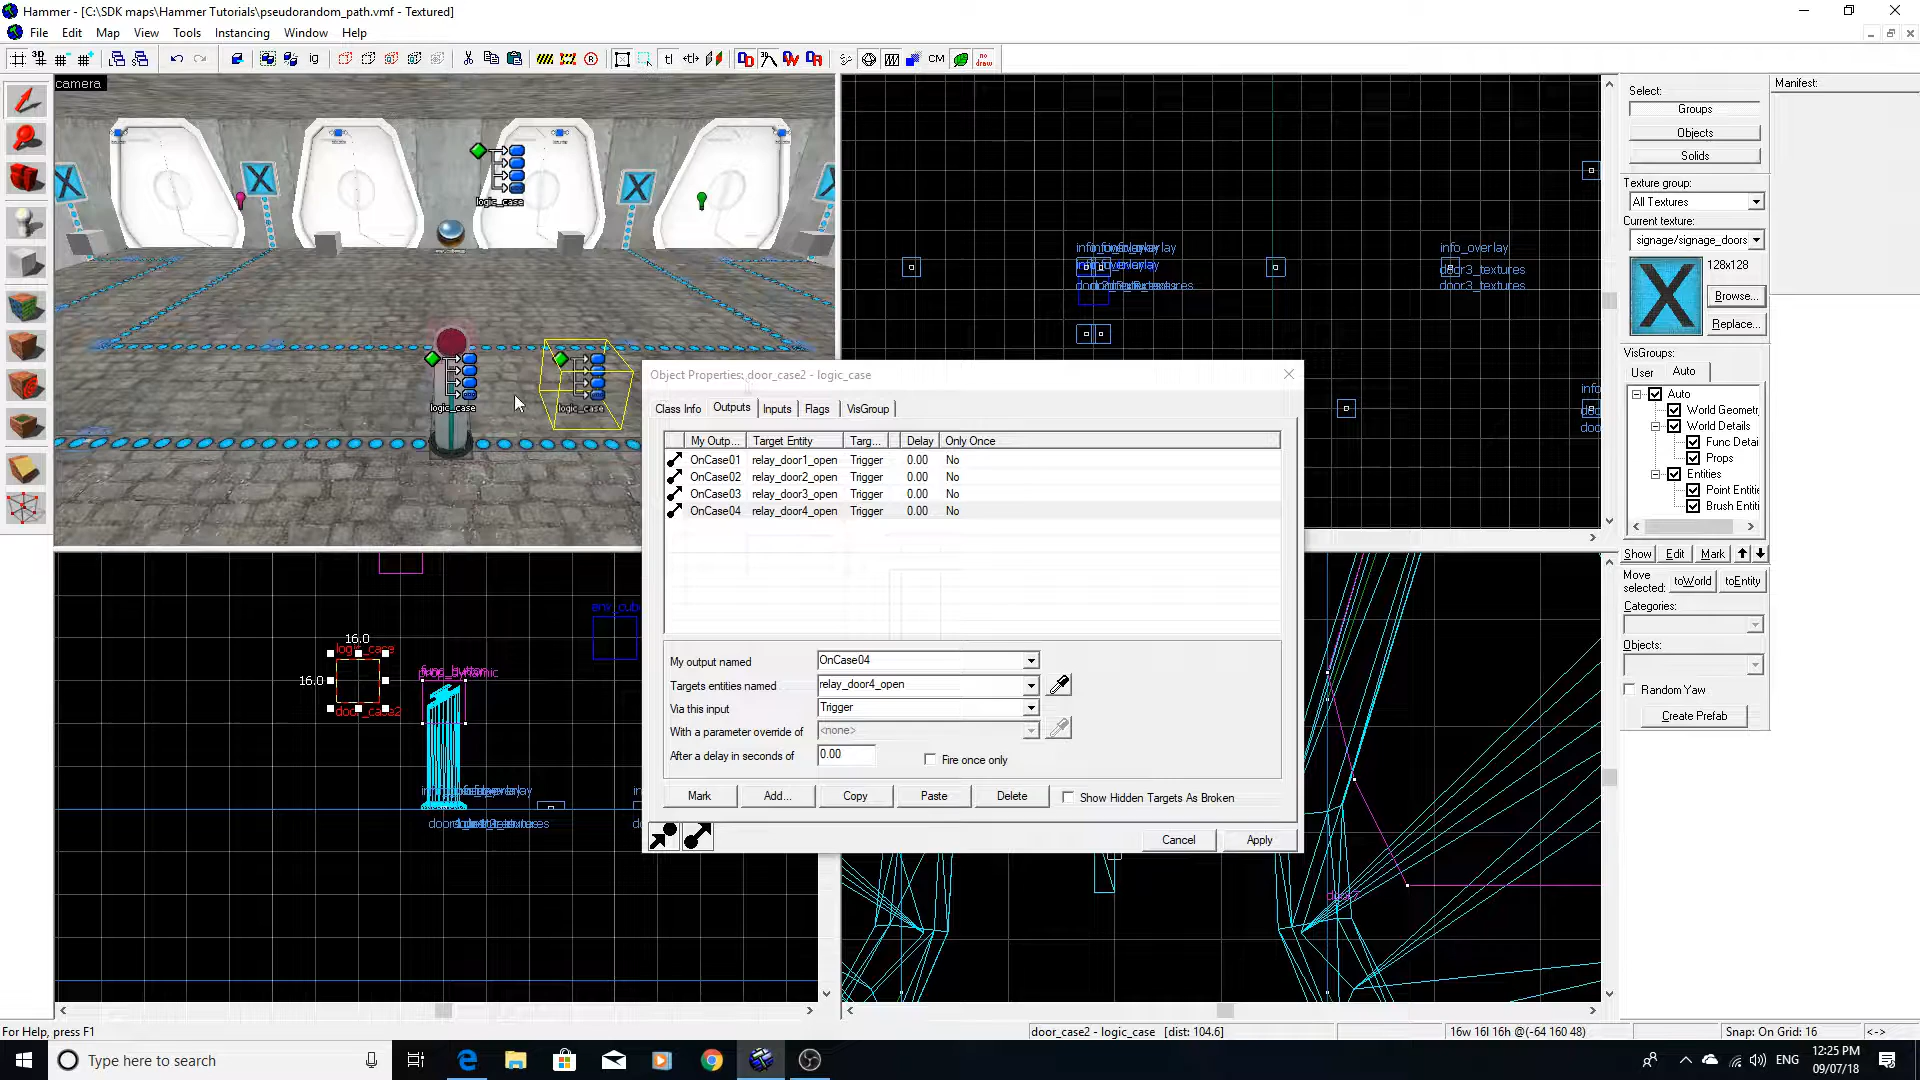 Hammer - [C:\SDK maps\Hammer Tutorials\pseudorandom_path.vmf - Textured]
File Edit Map View Tools Instancing Window Help
3D
ig
tl
CM
no draw
camera
logic_case
logic_case
logic_case
info_overlay
door3_textures
door3_textures
info_overlay
Select:
Groups
Objects
Solids
Texture group:
All Textures
Current texture:
signage/signage_doors
128x128
Browse...
Replace...
VisGroups:
User Auto
Auto
World Geometr
World Details
Func Detai
Props
Entities
Point Entitie
Brush Entiti
Show Edit Mark
Move selected:
toWorld toEntity
Categories:
Objects:
Random Yaw
Create Prefab
Manifest:
Object Properties: door_case2 - logic_case
Class Info Outputs Inputs Flags VisGroup
My Outp... Target Entity Targ... Delay Only Once
OnCase01 relay_door1_open Trigger 0.00 No
OnCase02 relay_door2_open Trigger 0.00 No
OnCase03 relay_door3_open Trigger 0.00 No
OnCase04 relay_door4_open Trigger 0.00 No
My output named OnCase04
Targets entities named relay_door4_open
Via this input Trigger
With a parameter override of <none>
After a delay in seconds of 0.00 Fire once only
Mark Add... Copy Paste Delete Show Hidden Targets As Broken
Cancel Apply
16.0
logic_case
16.0
door_case2
env_cub
For Help, press F1
door_case2 - logic_case [dist: 104.6]
16w 16l 16h @(-64 160 48)
Snap: On Grid: 16
<->
Type here to search
ENG
12:25 PM
09/07/18